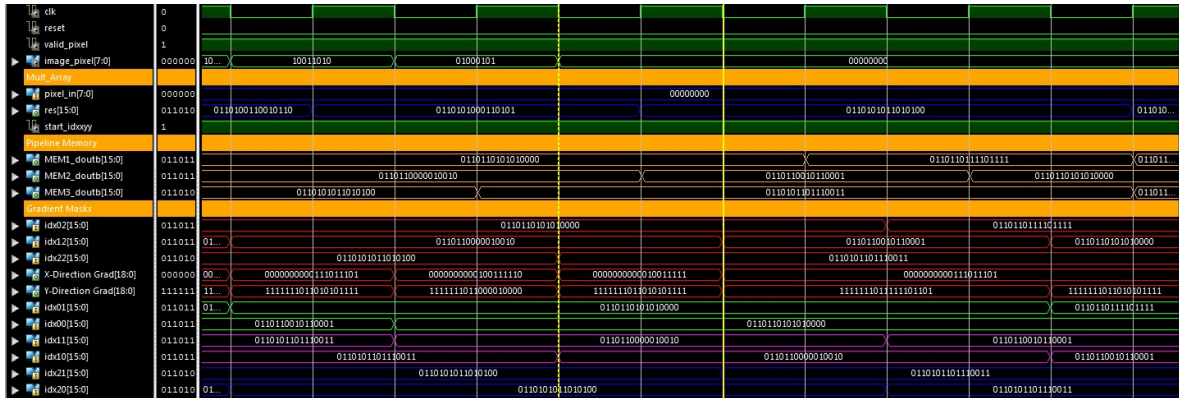 clk 0
reset 0
valid_pixel 1
image_pixel[7:0] 000000 10... 10011010 01000101 00000000
Mult_Array
pixel_in[7:0] 000000 00000000
res[15:0] 011010 0110100110010110 0110101000110101 0110101011010100 011010...
start_idxxyy 1
Pipeline Memory
MEM1_doutb[15:0] 011011 0110110101010000 0110110111101111 011011...
MEM2_doutb[15:0] 011011 0110110000010010 0110110010110001 0110110101010000
MEM3_doutb[15:0] 011010 0110101011010100 0110101101110011 011011...
Gradient Masks
idx02[15:0] 011011 0110110101010000 0110110111101111
idx12[15:0] 011011 01... 0110110000010010 0110110010110001 0110110101010000
idx22[15:0] 011010 0110101011010100 0110101101110011
X-Direction Grad[18:0] 000000 00... 0000000000111011101 0000000000100111110 0000000000010011111 0000000000111011101
Y-Direction Grad[18:0] 111111 11... 1111111011010101111 1111111011000010000 1111111011010101111 1111111011111101101 1111111011010101111
idx01[15:0] 011011 01... 0110110101010000 0110110111101111
idx00[15:0] 011011 0110110010110001 0110110101010000
idx11[15:0] 011011 0110101101110011 0110110000010010 0110110010110001
idx10[15:0] 011011 0110101101110011 0110110000010010 0110110010110001
idx21[15:0] 011010 0110101011010100 0110101101110011
idx20[15:0] 011010 01... 0110101011010100 0110101101110011